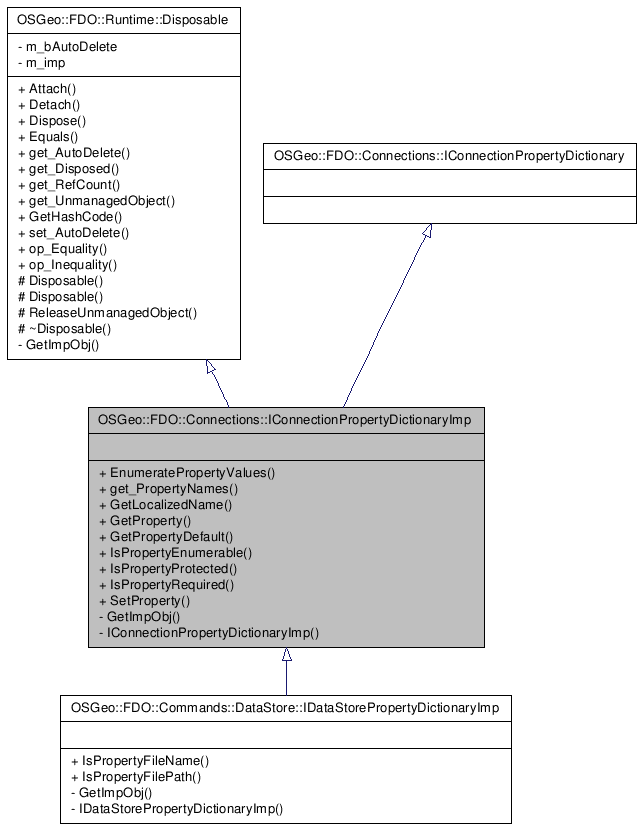 OSGeo::FDO::Runtime::Disposable
- m_bAutoDelete
- m_imp
+ Attach()
+ Detach()
+ Dispose()
+ Equals()
+ get_AutoDelete()
+ get_Disposed()
+ get_RefCount()
+ get_UnmanagedObject()
+ GetHashCode()
+ set_AutoDelete()
+ op_Equality()
+ op_Inequality()
# Disposable()
# Disposable()
# ReleaseUnmanagedObject()
# ~Disposable()
- GetImpObj()
OSGeo::FDO::Connections::IConnectionPropertyDictionary
OSGeo::FDO::Connections::IConnectionPropertyDictionaryImp
+ EnumeratePropertyValues()
+ get_PropertyNames()
+ GetLocalizedName()
+ GetProperty()
+ GetPropertyDefault()
+ IsPropertyEnumerable()
+ IsPropertyProtected()
+ IsPropertyRequired()
+ SetProperty()
- GetImpObj()
- IConnectionPropertyDictionaryImp()
OSGeo::FDO::Commands::DataStore::IDataStorePropertyDictionaryImp
+ IsPropertyFileName()
+ IsPropertyFilePath()
- GetImpObj()
- IDataStorePropertyDictionaryImp()